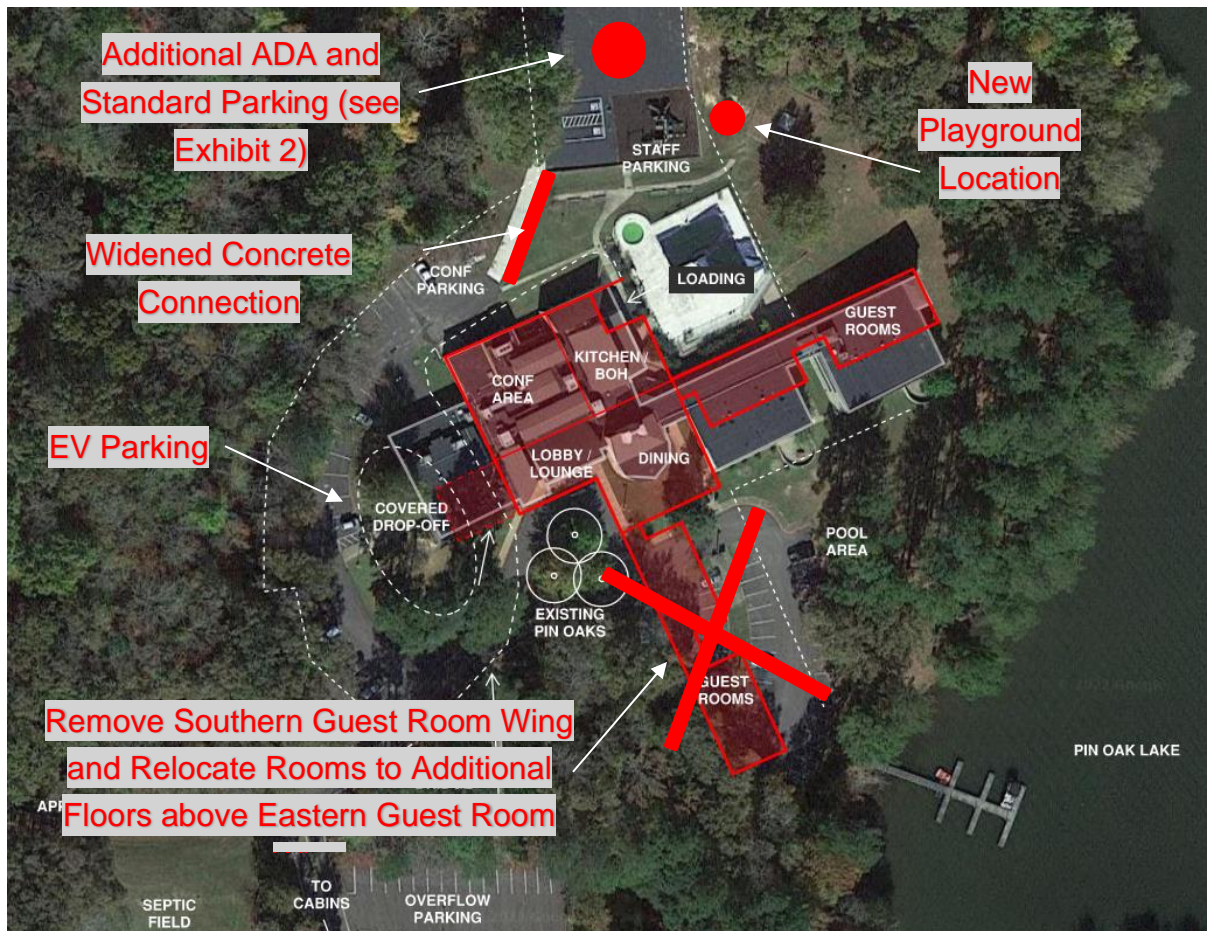 Additional ADA and
Standard Parking (see
Exhibit 2)
New
Playground
Location
STAFF
PARKING
Widened Concrete
Connection
CONF
PARKING
LOADING
GUEST
ROOMS
KITCHEN /
BOH
CONF
AREA
EV Parking
LOBBY /
LOUNGE
DINING
COVERED
DROP-OFF
POOL
AREA
EXISTING
PIN OAKS
GUEST
ROOMS
Remove Southern Guest Room Wing
and Relocate Rooms to Additional
Floors above Eastern Guest Room
PIN OAK LAKE
TO
CABINS
OVERFLOW
PARKING
SEPTIC
FIELD